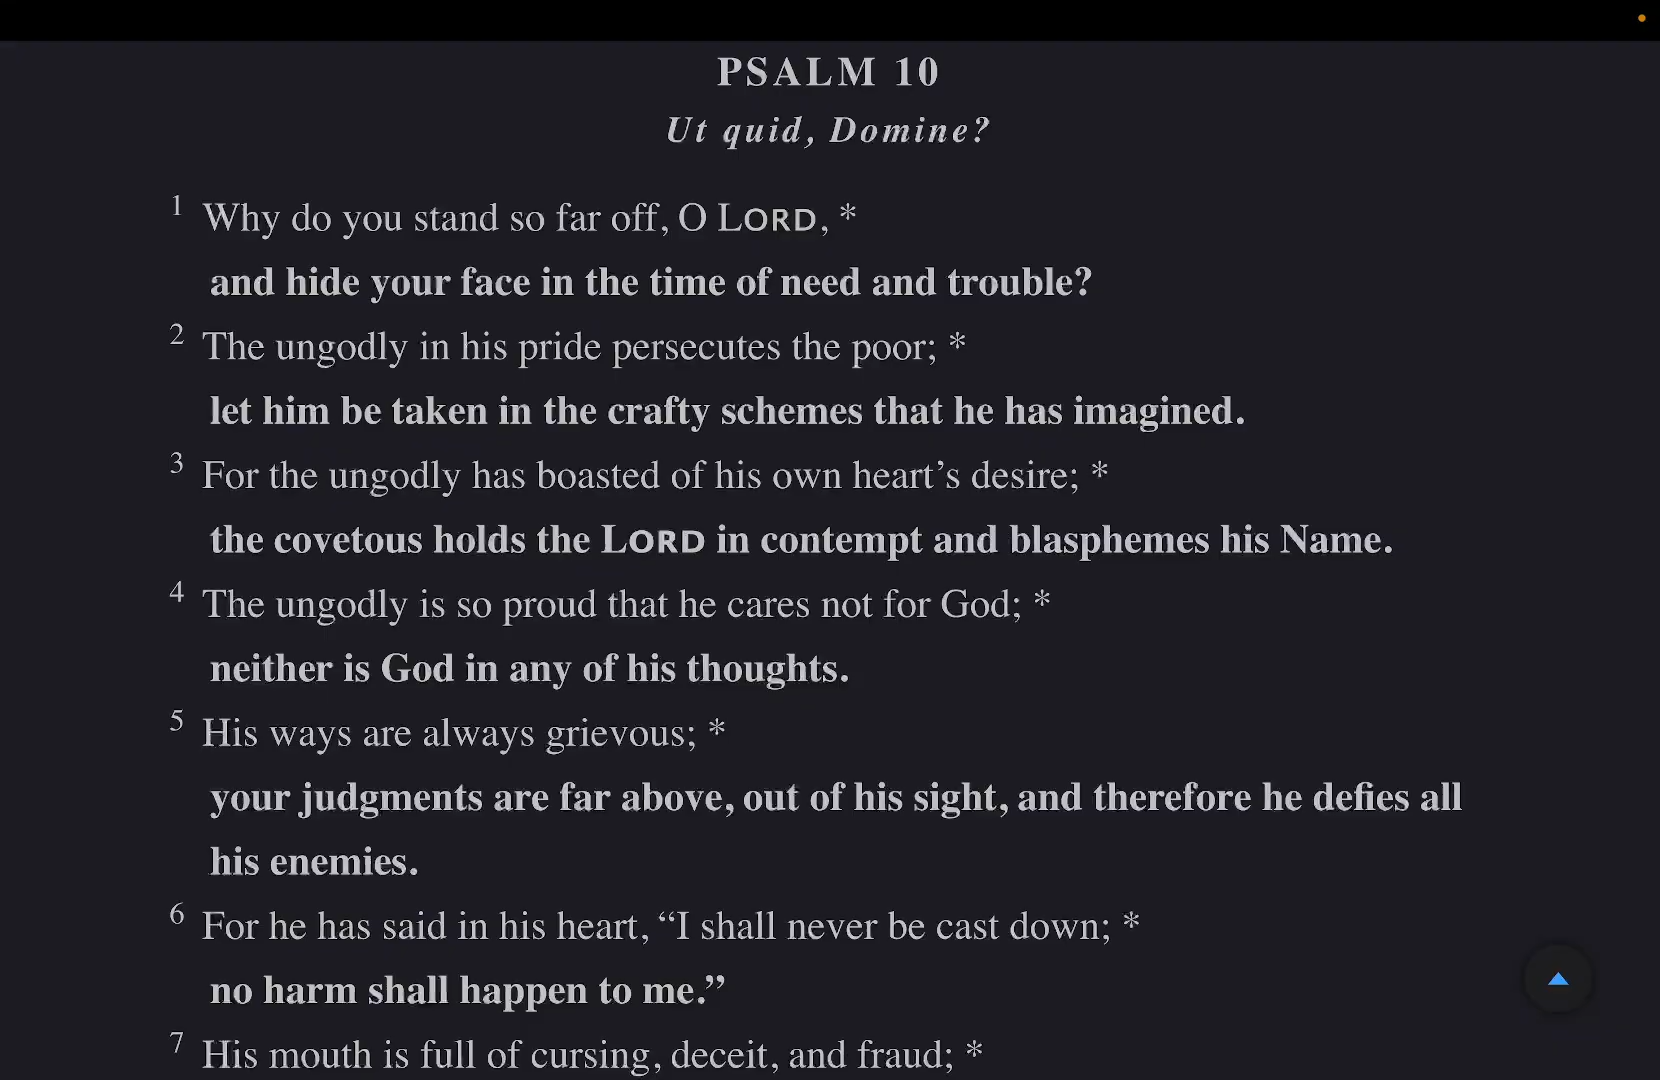 PSALM 10
Ut quid, Domine?
1 Why do you stand so far off, O LORD, *
and hide your face in the time of need and trouble?
2 The ungodly in his pride persecutes the poor; *
let him be taken in the crafty schemes that he has imagined.
3 For the ungodly has boasted of his own heart’s desire; *
the covetous holds the LORD in contempt and blasphemes his Name.
4 The ungodly is so proud that he cares not for God; *
neither is God in any of his thoughts.
5 His ways are always grievous; *
your judgments are far above, out of his sight, and therefore he defies all
his enemies.
6 For he has said in his heart, “I shall never be cast down; *
no harm shall happen to me.”
7 His mouth is full of cursing, deceit, and fraud; *